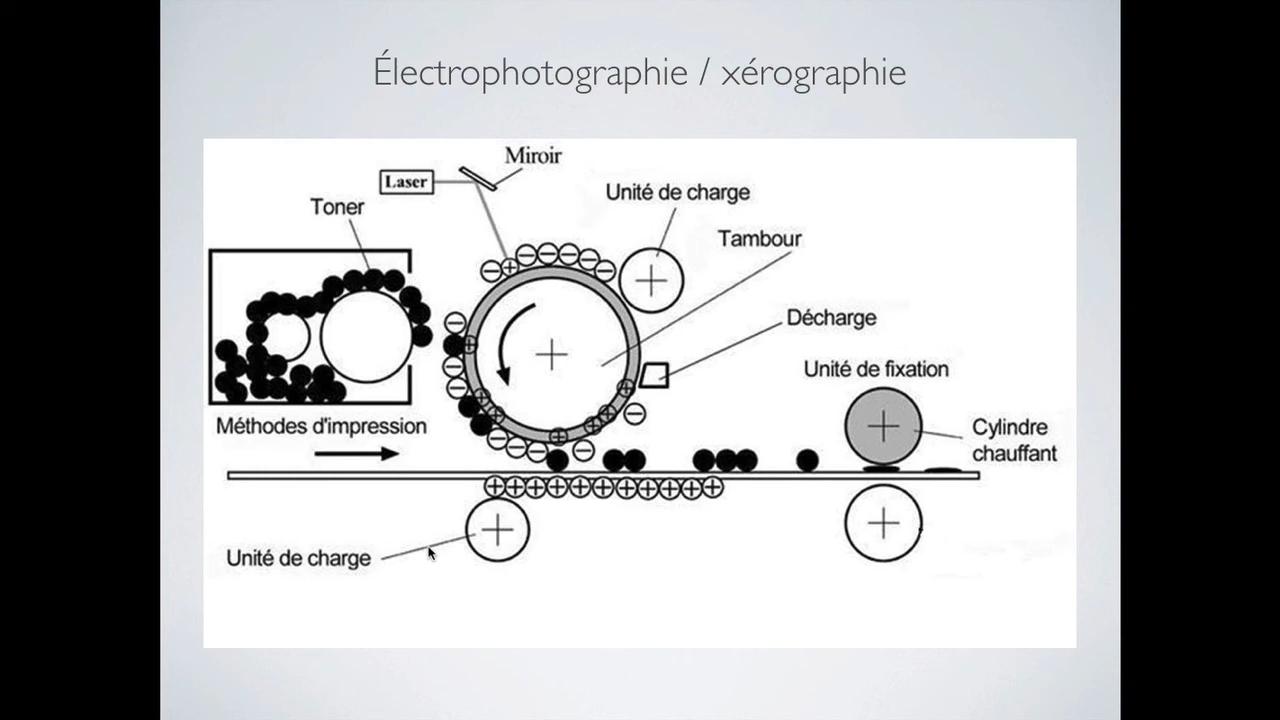 Électrophotographie / xérographie
Miroir
Laser
Unité de charge
Toner
Tambour
Décharge
Unité de fixation
Méthodes d'impression
Cylindre
chauffant
Unité de charge